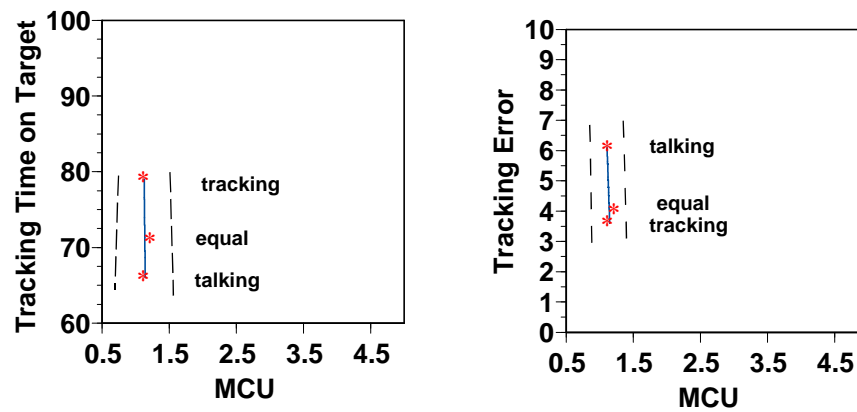 Tracking Time on Target
100
90
80
70
60
tracking
equal
talking
0.5 1.5 2.5 3.5 4.5
MCU
Tracking Error
10
9
8
7
6
5
4
3
2
1
0
talking
equal
tracking
0.5 1.5 2.5 3.5 4.5
MCU